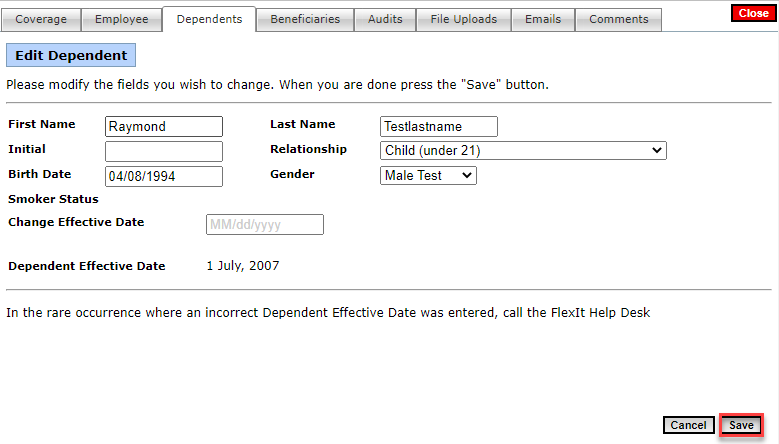 Coverage Employee Dependents Beneficiaries Audits File Uploads Emails Comments Close
Edit Dependent
Please modify the fields you wish to change. When you are done press the "Save" button.
First Name Raymond Last Name Testlastname
Initial Relationship Child (under 21)
Birth Date 04/08/1994 Gender Male Test
Smoker Status
Change Effective Date MM/dd/yyyy
Dependent Effective Date 1 July, 2007
In the rare occurrence where an incorrect Dependent Effective Date was entered, call the FlexIt Help Desk
Cancel Save